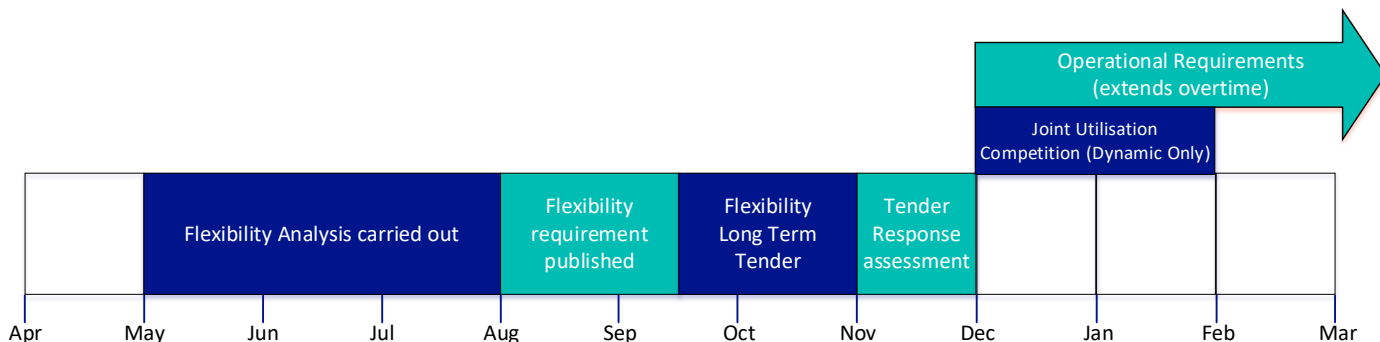 Operational Requirements
(extends overtime)
Joint Utilisation
Competition (Dynamic Only)
Flexibility Analysis carried out
Flexibility
requirement
published
Flexibility
Long Term
Tender
Tender
Response
assessment
Apr
May
Jun
Jul
Aug
Sep
Oct
Nov
Dec
Jan
Feb
Mar